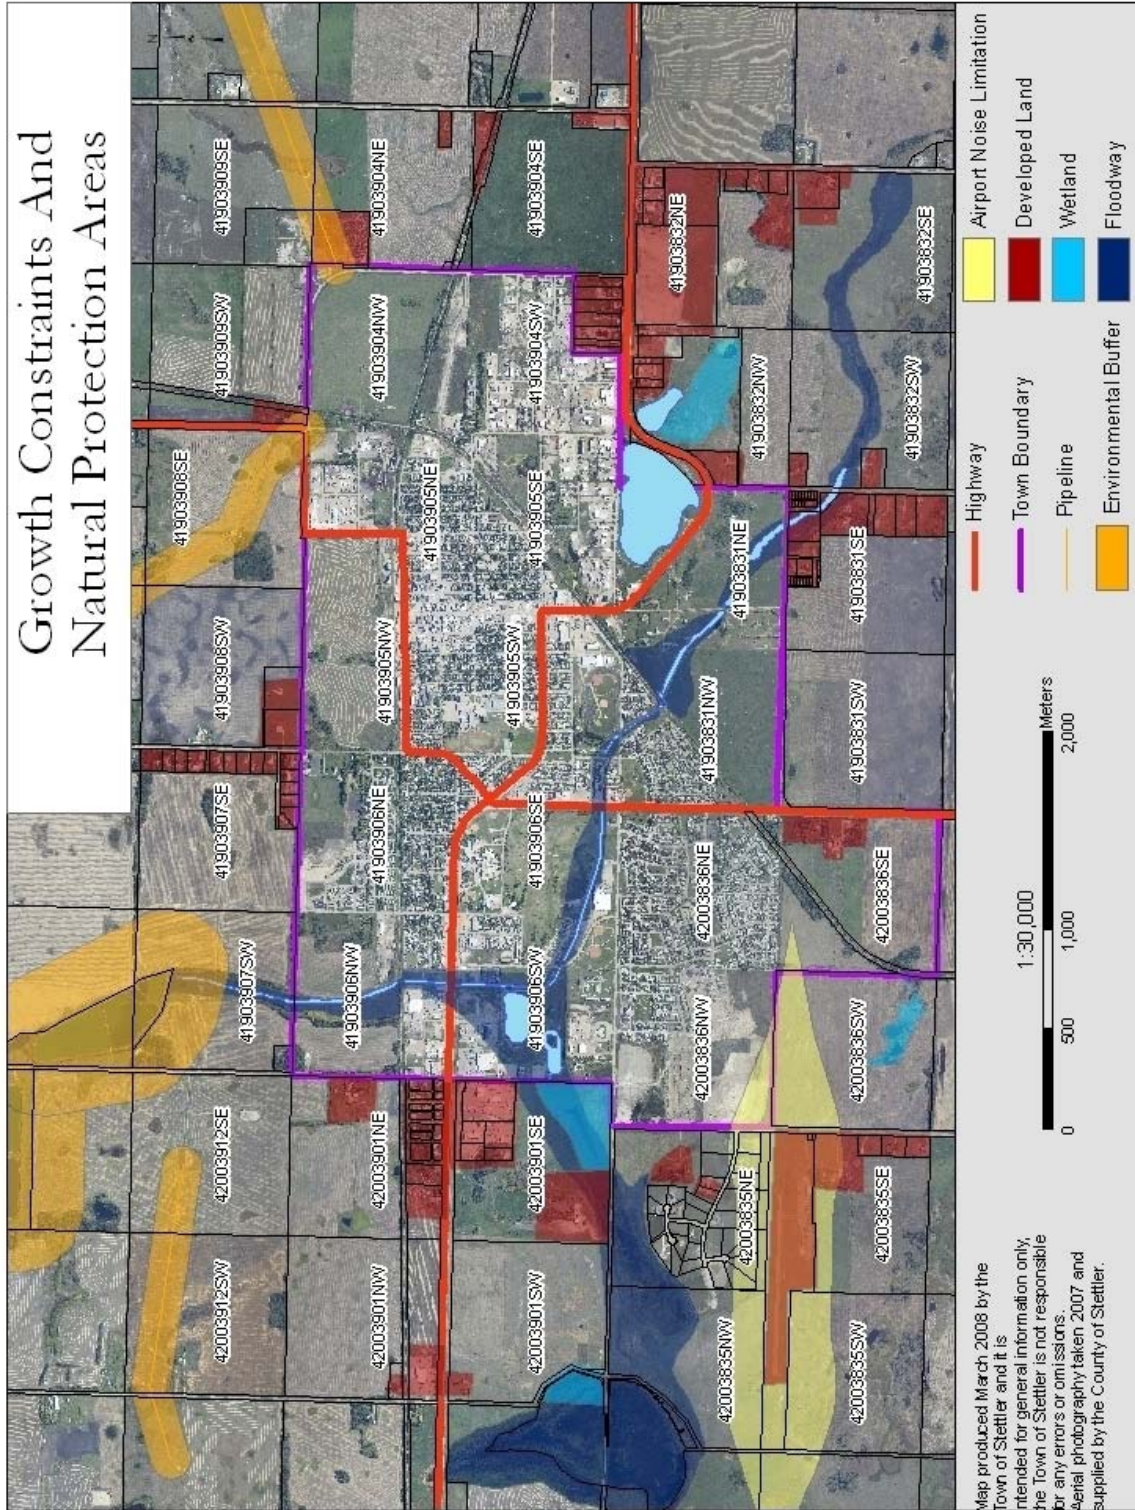 Growth Constraints And
Natural Protection Areas
N
41903909SE
41903909SW
41903908SE
41903908SW
41903907SE
41903907SW
42003912SE
42003912SW
41903904NE
41903904NW
41903905NE
41903905NW
41903906NE
41903906NW
42003901NE
42003901NW
41903904SE
41903904SW
41903905SE
41903905SW
41903906SE
41903906SW
42003901SE
42003901SW
41903832NE
41903832NW
41903831NE
41903831NW
42003836NE
42003836NW
42003835NE
42003835NW
41903832SE
41903832SW
41903831SE
41903831SW
42003836SE
42003836SW
42003835SE
42003835SW
Map produced March 2008 by the
Town of Stettler and it is
intended for general information only,
the Town of Stettler is not responsible
for any errors or omissions.
Aerial photography taken 2007 and
supplied by the County of Stettler.
1:30,000
0 500 1,000 2,000
Meters
Highway
Town Boundary
Pipeline
Environmental Buffer
Airport Noise Limitation
Developed Land
Wetland
Floodway